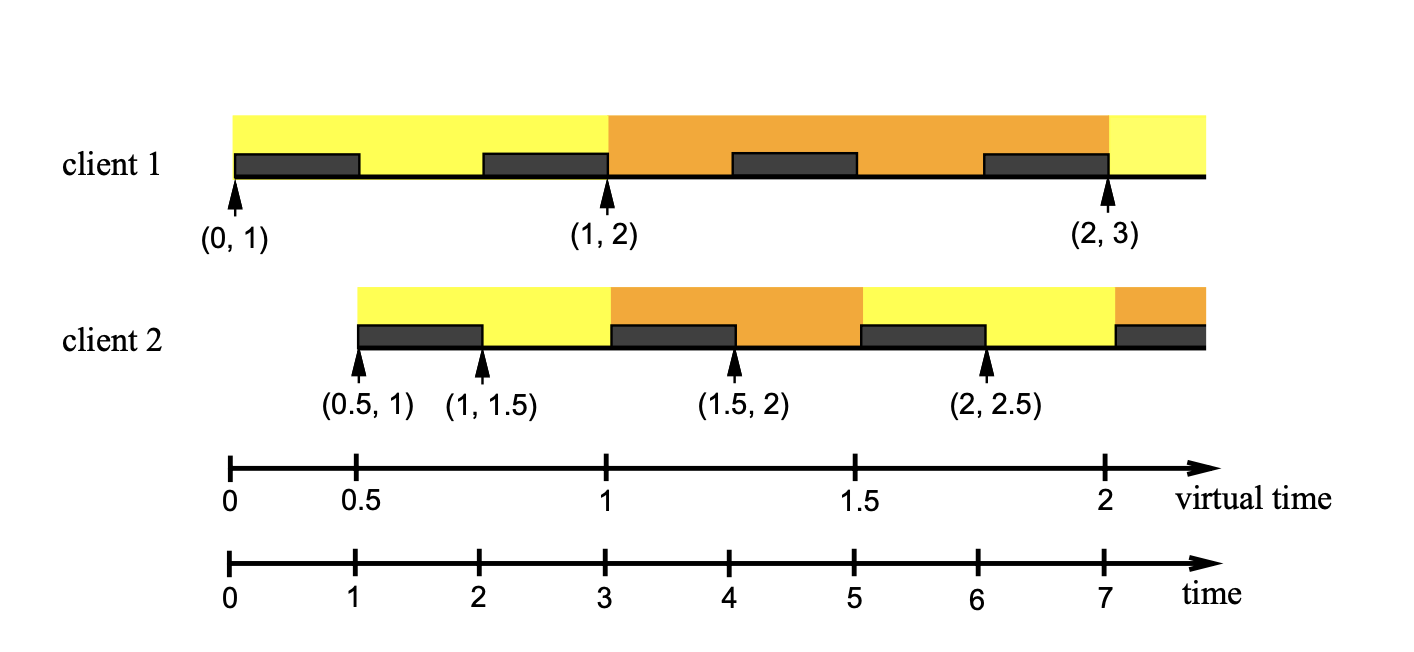 client 1
(0, 1) (1, 2) (2, 3)
client 2
(0.5, 1) (1, 1.5) (1.5, 2) (2, 2.5)
0 0.5 1 1.5 2 virtual time
0 1 2 3 4 5 6 7 time